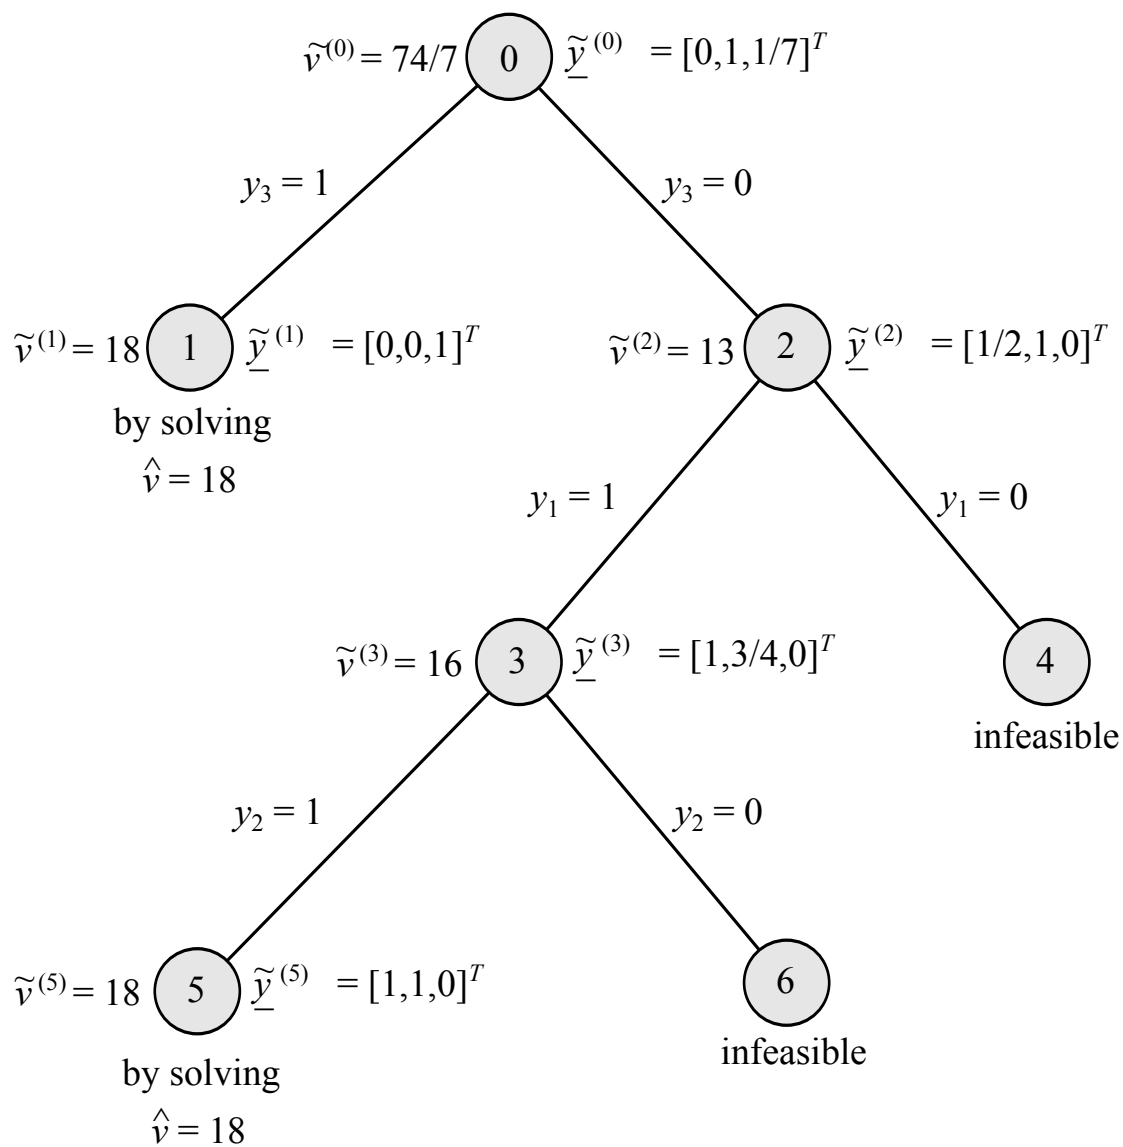 ṽ⁽⁰⁾ = 74/7 0 ỹ⁽⁰⁾ = [0,1,1/7]ᵀ
y₃ = 1 y₃ = 0
ṽ⁽¹⁾ = 18 1 ỹ⁽¹⁾ = [0,0,1]ᵀ ṽ⁽²⁾ = 13 2 ỹ⁽²⁾ = [1/2,1,0]ᵀ
by solving
v̂ = 18
y₁ = 1 y₁ = 0
ṽ⁽³⁾ = 16 3 ỹ⁽³⁾ = [1,3/4,0]ᵀ 4
infeasible
y₂ = 1 y₂ = 0
ṽ⁽⁵⁾ = 18 5 ỹ⁽⁵⁾ = [1,1,0]ᵀ 6
infeasible
by solving
v̂ = 18